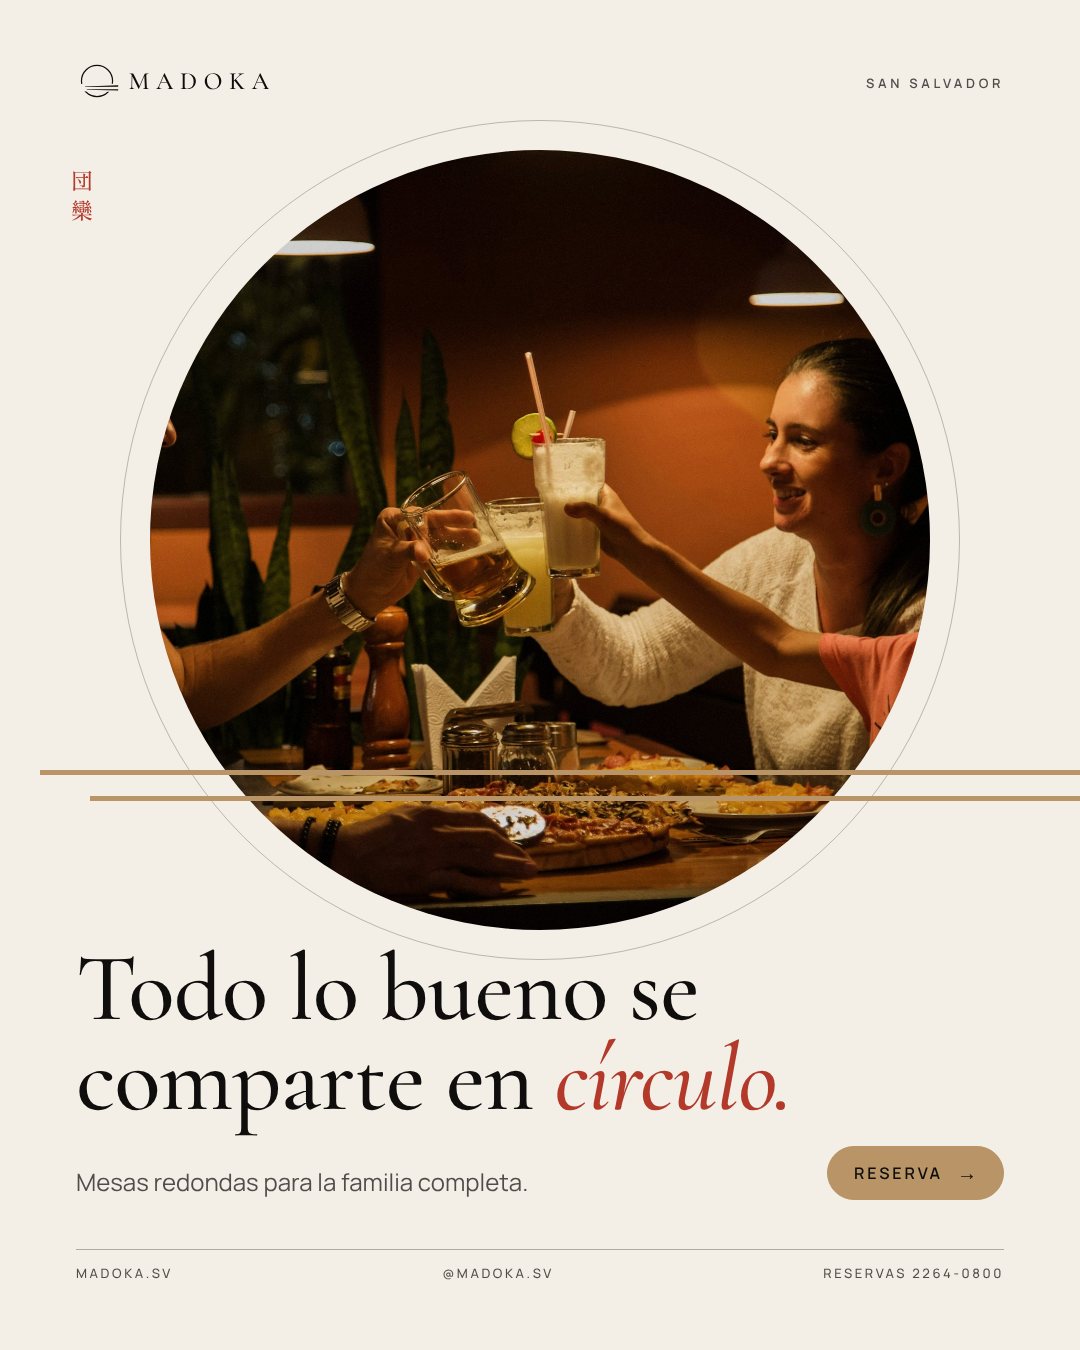 MADOKA
SAN SALVADOR
団欒
Todo lo bueno se
comparte en círculo.
Mesas redondas para la familia completa.
RESERVA →
MADOKA.SV
@MADOKA.SV
RESERVAS 2264-0800